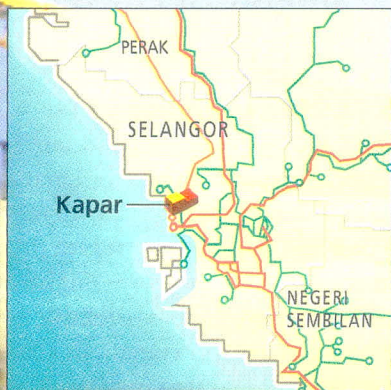 PERAK
SELANGOR
Kapar
NEGERI
SEMBILAN